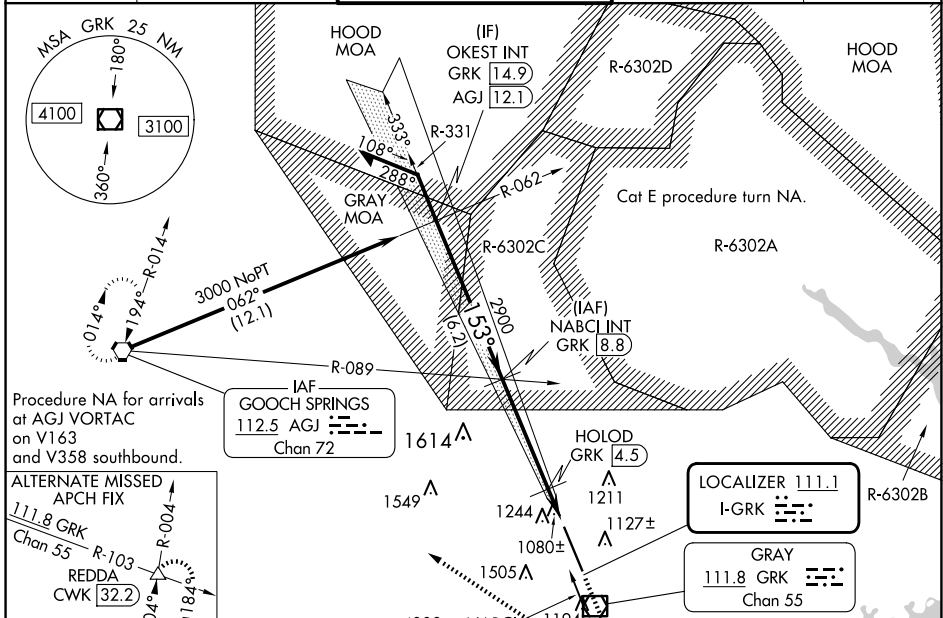 MSA GRK 25 NM
180°
4100
3100
360°
HOOD
MOA
(IF)
OKEST INT
GRK 14.9
AGJ 12.1
R-6302D
HOOD
MOA
333°
R-331
108°
288°
R-062
GRAY
MOA
Cat E procedure turn NA.
R-6302C
R-6302A
R-014
194°
014°
3000 NoPT
062°
(12.1)
2900
153°
(6.2)
(IAF)
NABCI INT
GRK 8.8
R-089
Procedure NA for arrivals
at AGJ VORTAC
on V163
and V358 southbound.
IAF
GOOCH SPRINGS
112.5 AGJ
Chan 72
1614
HOLOD
GRK 4.5
1549
1211
1244
1127±
1080±
1505
LOCALIZER 111.1
I-GRK
R-6302B
ALTERNATE MISSED
APCH FIX
111.8 GRK
Chan 55
R-103
R-004
REDDA
CWK 32.2
184°
GRAY
111.8 GRK
Chan 55